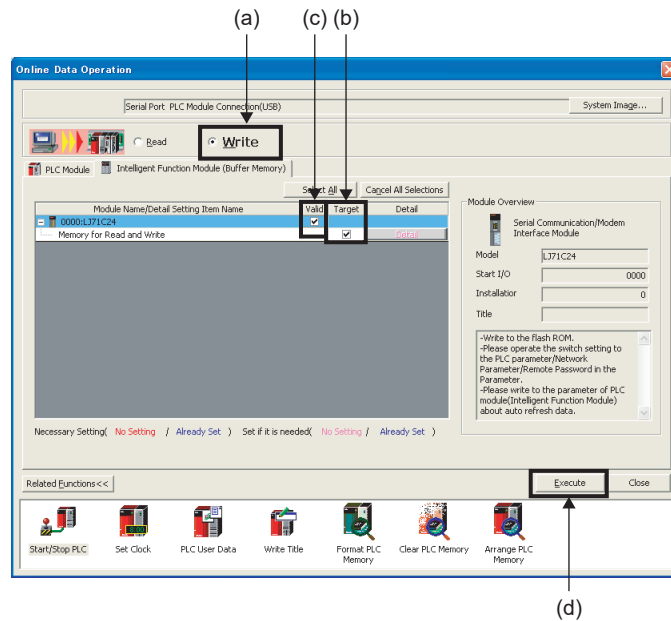 (a) (c) (b)
Online Data Operation
Serial Port PLC Module Connection(USB)
System Image...
Read
Write
PLC Module
Intelligent Function Module (Buffer Memory)
Select All
Cancel All Selections
Module Name/Detail Setting Item Name Valid Target Detail
0000:LJ71C24
Memory for Read and Write Detail
Module Overview
Serial Communication/Modem
Interface Module
Model LJ71C24
Start I/O 0000
Installatior 0
Title
-Write to the flash ROM.
-Please operate the switch setting to
the PLC parameter/Network
Parameter/Remote Password in the
Parameter.
-Please write to the parameter of PLC
module(Intelligent Function Module)
about auto refresh data.
Necessary Setting( No Setting / Already Set ) Set if it is needed( No Setting / Already Set )
Related Functions<<
Execute
Close
Start/Stop PLC
Set Clock
PLC User Data
Write Title
Format PLC
Memory
Clear PLC Memory
Arrange PLC
Memory
(d)